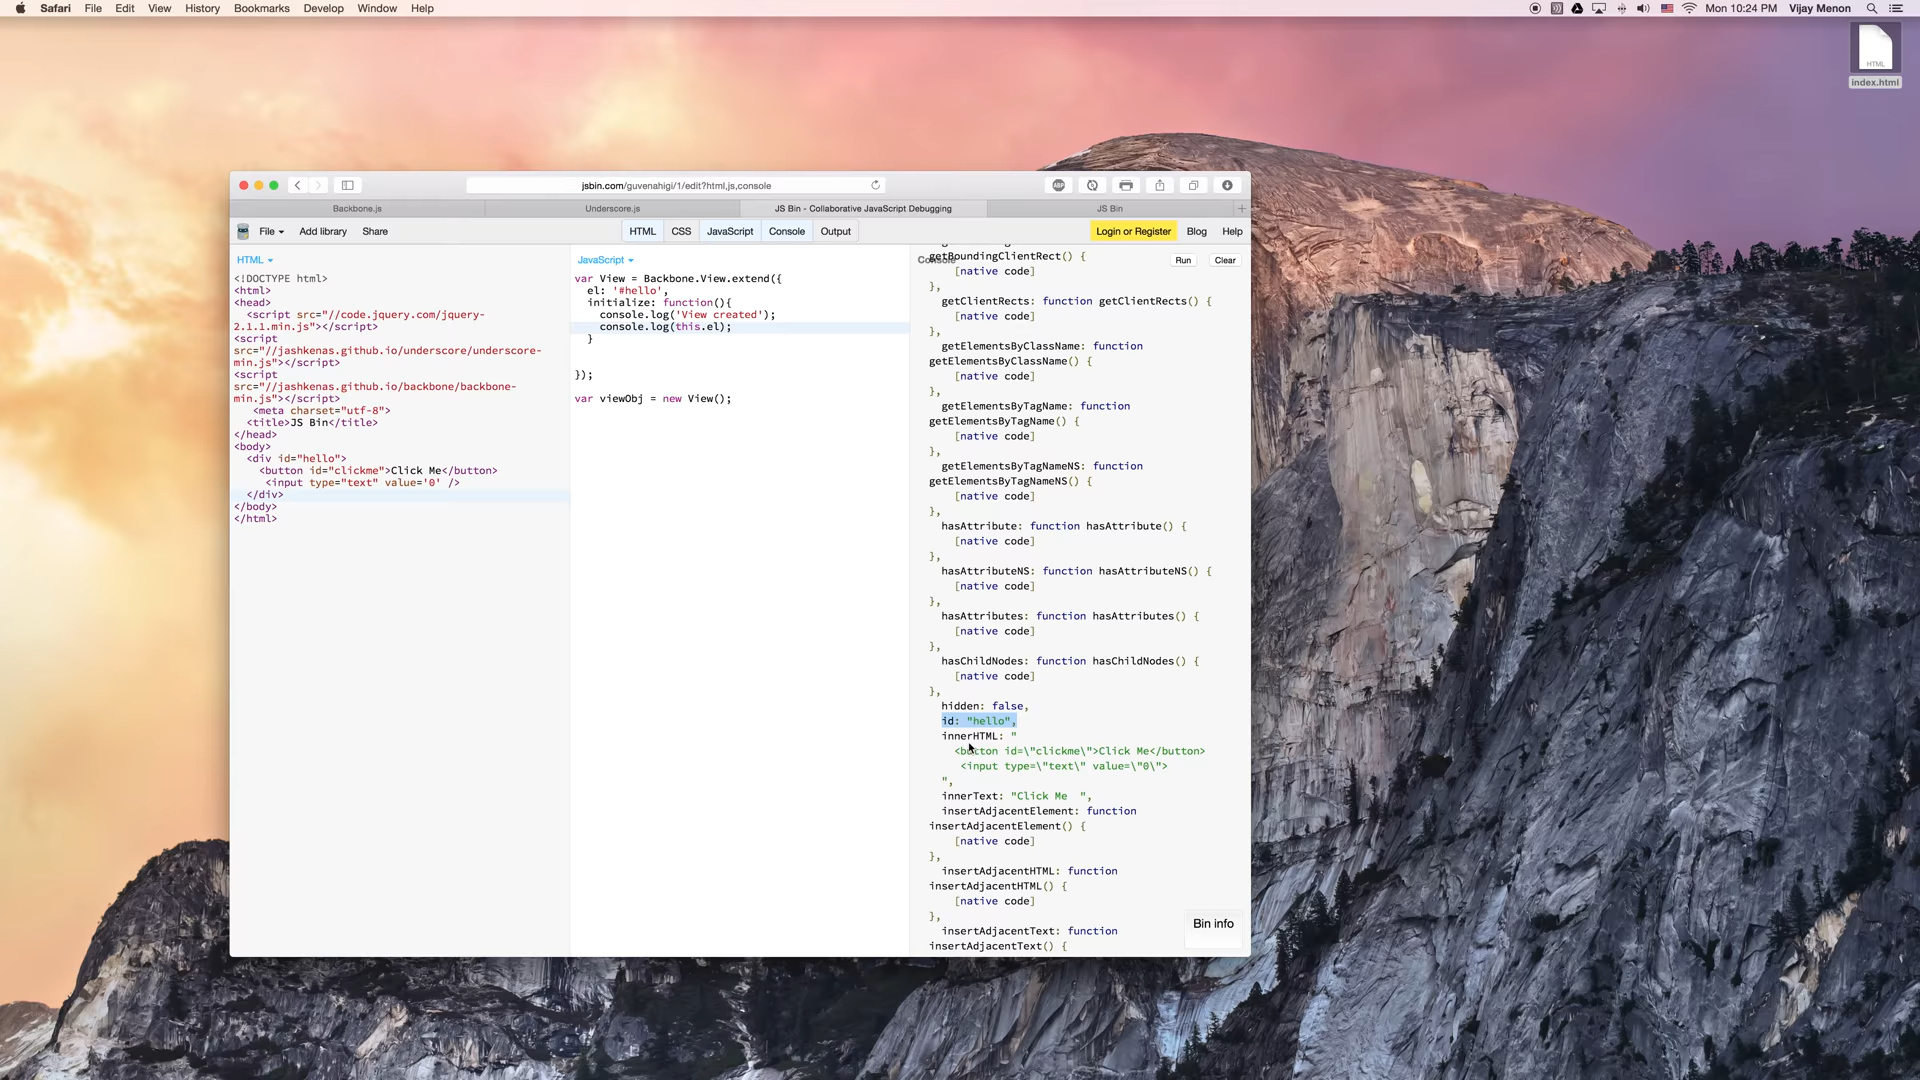 Safari File Edit View History Bookmarks Develop Window Help
Mon 10:24 PM Vijay Menon
HTML
index.html
jsbin.com/guvenahigi/1/edit?html,js,console
ABP
Backbone.js
Underscore.js
JS Bin - Collaborative JavaScript Debugging
JS Bin
File Add library Share
HTML CSS JavaScript Console Output
Login or Register Blog Help
HTML
<!DOCTYPE html>
<html>
<head>
<script src="//code.jquery.com/jquery-
2.1.1.min.js"></script>
<script
src="//jashkenas.github.io/underscore/underscore-
min.js"></script>
<script
src="//jashkenas.github.io/backbone/backbone-
min.js"></script>
<meta charset="utf-8">
<title>JS Bin</title>
</head>
<body>
<div id="hello">
<button id="clickme">Click Me</button>
<input type="text" value='0' />
</div>
</body>
</html>
JavaScript
var View = Backbone.View.extend({
el: '#hello',
initialize: function(){
console.log('View created');
console.log(this.el);
}
});
var viewObj = new View();
Console
Run
Clear
getBoundingClientRect() {
[native code]
},
getClientRects: function getClientRects() {
[native code]
},
getElementsByClassName: function
getElementsByClassName() {
[native code]
},
getElementsByTagName: function
getElementsByTagName() {
[native code]
},
getElementsByTagNameNS: function
getElementsByTagNameNS() {
[native code]
},
hasAttribute: function hasAttribute() {
[native code]
},
hasAttributeNS: function hasAttributeNS() {
[native code]
},
hasAttributes: function hasAttributes() {
[native code]
},
hasChildNodes: function hasChildNodes() {
[native code]
},
hidden: false,
id: "hello",
innerHTML: "
<button id=\"clickme\">Click Me</button>
<input type=\"text\" value=\"0\">
",
innerText: "Click Me  ",
insertAdjacentElement: function
insertAdjacentElement() {
[native code]
},
insertAdjacentHTML: function
insertAdjacentHTML() {
[native code]
},
insertAdjacentText: function
insertAdjacentText() {
Bin info